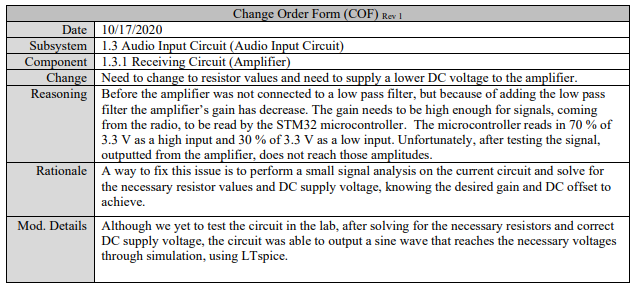 Change Order Form (COF) Rev 1
Date 10/17/2020
Subsystem 1.3 Audio Input Circuit (Audio Input Circuit)
Component 1.3.1 Receiving Circuit (Amplifier)
Change Need to change to resistor values and need to supply a lower DC voltage to the amplifier.
Reasoning Before the amplifier was not connected to a low pass filter, but because of adding the low pass
filter the amplifier's gain has decrease. The gain needs to be high enough for signals, coming
from the radio, to be read by the STM32 microcontroller.  The microcontroller reads in 70 % of
3.3 V as a high input and 30 % of 3.3 V as a low input. Unfortunately, after testing the signal,
outputted from the amplifier, does not reach those amplitudes.
Rationale A way to fix this issue is to perform a small signal analysis on the current circuit and solve for
the necessary resistor values and DC supply voltage, knowing the desired gain and DC offset to
achieve.
Mod. Details Although we yet to test the circuit in the lab, after solving for the necessary resistors and correct
DC supply voltage, the circuit was able to output a sine wave that reaches the necessary voltages
through simulation, using LTspice.